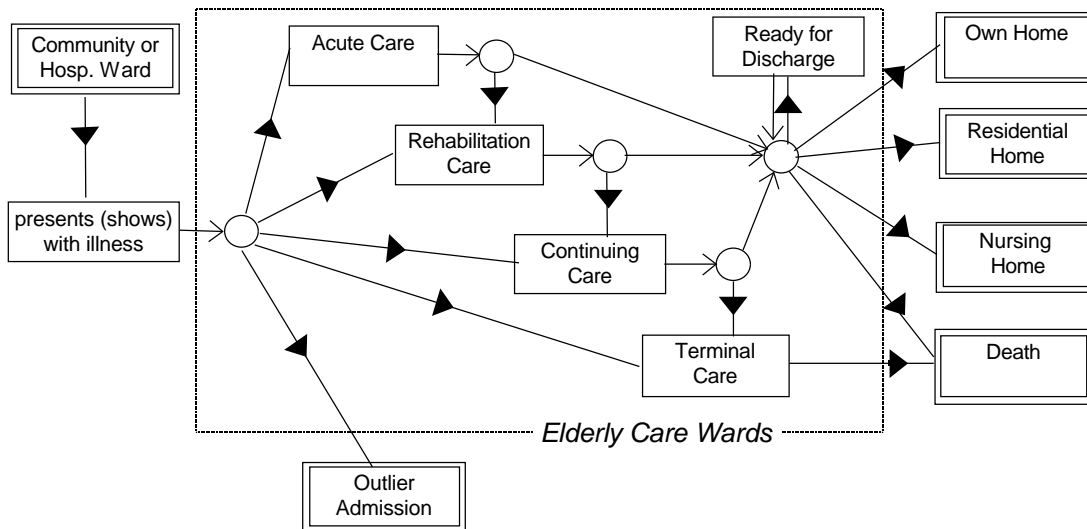 Community or
Hosp. Ward
presents (shows)
with illness
Acute Care
Rehabilitation
Care
Continuing
Care
Terminal
Care
Ready for
Discharge
Own Home
Residential
Home
Nursing
Home
Death
Elderly Care Wards
Outlier
Admission